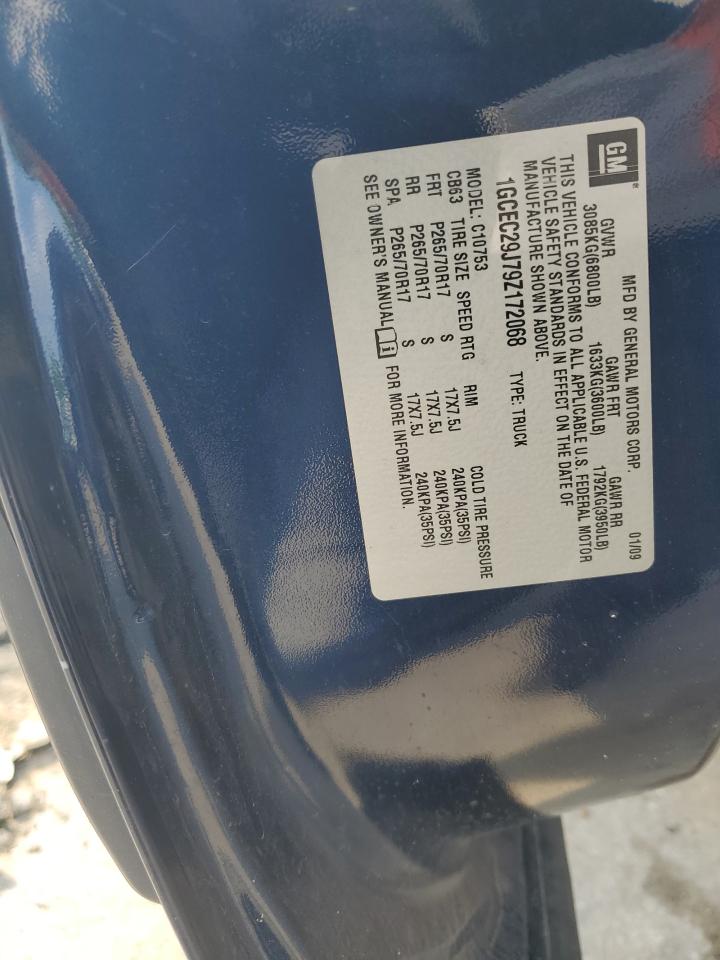 GM ®
MFD BY GENERAL MOTORS CORP. 01/09
GVWR GAWR FRT GAWR RR
3085KG(6800LB) 1633KG(3600LB) 1792KG(3950LB)
THIS VEHICLE CONFORMS TO ALL APPLICABLE U.S. FEDERAL MOTOR
VEHICLE SAFETY STANDARDS IN EFFECT ON THE DATE OF
MANUFACTURE SHOWN ABOVE.
1GCEC29J79Z172068 TYPE: TRUCK
MODEL: C10753
CB63 TIRE SIZE SPEED RTG RIM COLD TIRE PRESSURE
FRT P265/70R17 S 17X7.5J 240KPA(35PSI)
RR P265/70R17 S 17X7.5J 240KPA(35PSI)
SPA P265/70R17 S 17X7.5J 240KPA(35PSI)
SEE OWNER'S MANUAL i FOR MORE INFORMATION.